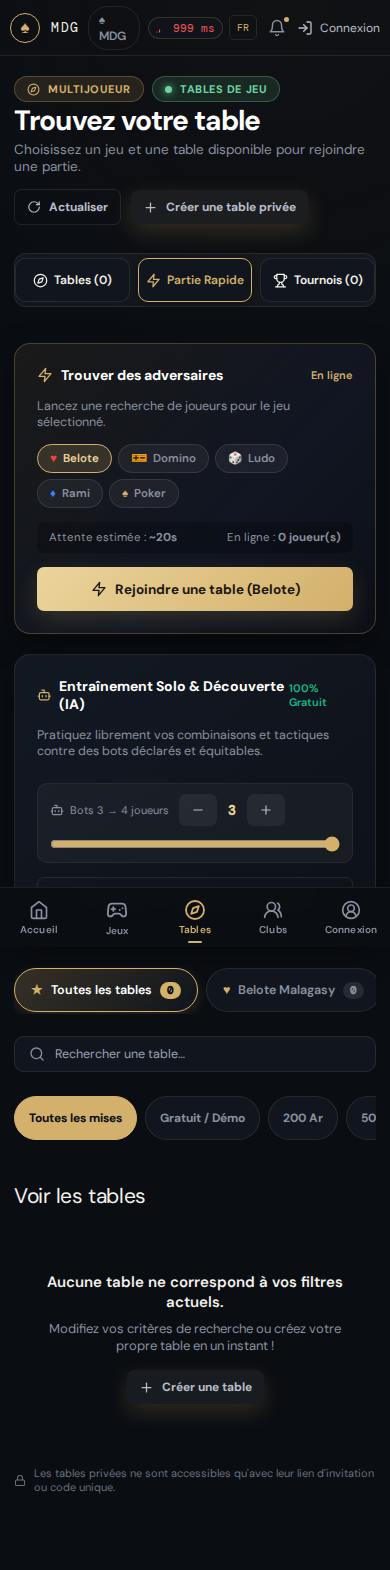 MDG
♠
MDG
999 ms
FR
Connexion
MULTIJOUEUR
TABLES DE JEU
Trouvez votre table
Choisissez un jeu et une table disponible pour rejoindre
une partie.
Actualiser
Créer une table privée
Tables (0)
Partie Rapide
Tournois (0)
Trouver des adversaires
En ligne
Lancez une recherche de joueurs pour le jeu
sélectionné.
♥ Belote
Domino
Ludo
♦ Rami
♠ Poker
Attente estimée : ~20s
En ligne : 0 joueur(s)
Rejoindre une table (Belote)
Entraînement Solo & Découverte
(IA)
100%
Gratuit
Pratiquez librement vos combinaisons et tactiques
contre des bots déclarés et équitables.
Bots 3 → 4 joueurs
− 3 +
Accueil
Jeux
Tables
Clubs
Connexion
★ Toutes les tables 0
♥ Belote Malagasy 0
Rechercher une table…
Toutes les mises
Gratuit / Démo
200 Ar
50
Voir les tables
Aucune table ne correspond à vos filtres
actuels.
Modifiez vos critères de recherche ou créez votre
propre table en un instant !
Créer une table
Les tables privées ne sont accessibles qu'avec leur lien d'invitation
ou code unique.